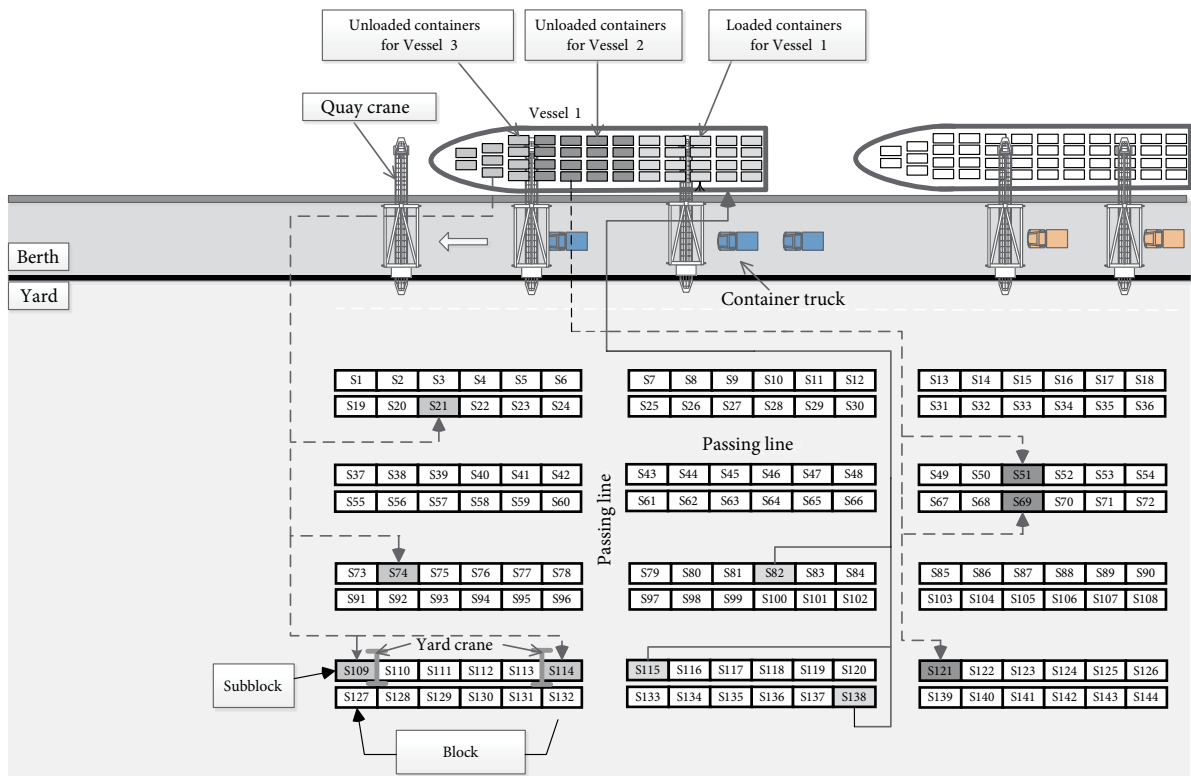 Unloaded containers
for Vessel 3
Unloaded containers
for Vessel 2
Loaded containers
for Vessel 1
Quay crane
Vessel 1
Berth
Yard
Container truck
S1 S2 S3 S4 S5 S6
S19 S20 S21 S22 S23 S24
S7 S8 S9 S10 S11 S12
S25 S26 S27 S28 S29 S30
S13 S14 S15 S16 S17 S18
S31 S32 S33 S34 S35 S36
Passing line
Passing line
S37 S38 S39 S40 S41 S42
S55 S56 S57 S58 S59 S60
S43 S44 S45 S46 S47 S48
S61 S62 S63 S64 S65 S66
S49 S50 S51 S52 S53 S54
S67 S68 S69 S70 S71 S72
S73 S74 S75 S76 S77 S78
S91 S92 S93 S94 S95 S96
S79 S80 S81 S82 S83 S84
S97 S98 S99 S100 S101 S102
S85 S86 S87 S88 S89 S90
S103 S104 S105 S106 S107 S108
Yard crane
Subblock
S109 S110 S111 S112 S113 S114
S127 S128 S129 S130 S131 S132
S115 S116 S117 S118 S119 S120
S133 S134 S135 S136 S137 S138
S121 S122 S123 S124 S125 S126
S139 S140 S141 S142 S143 S144
Block